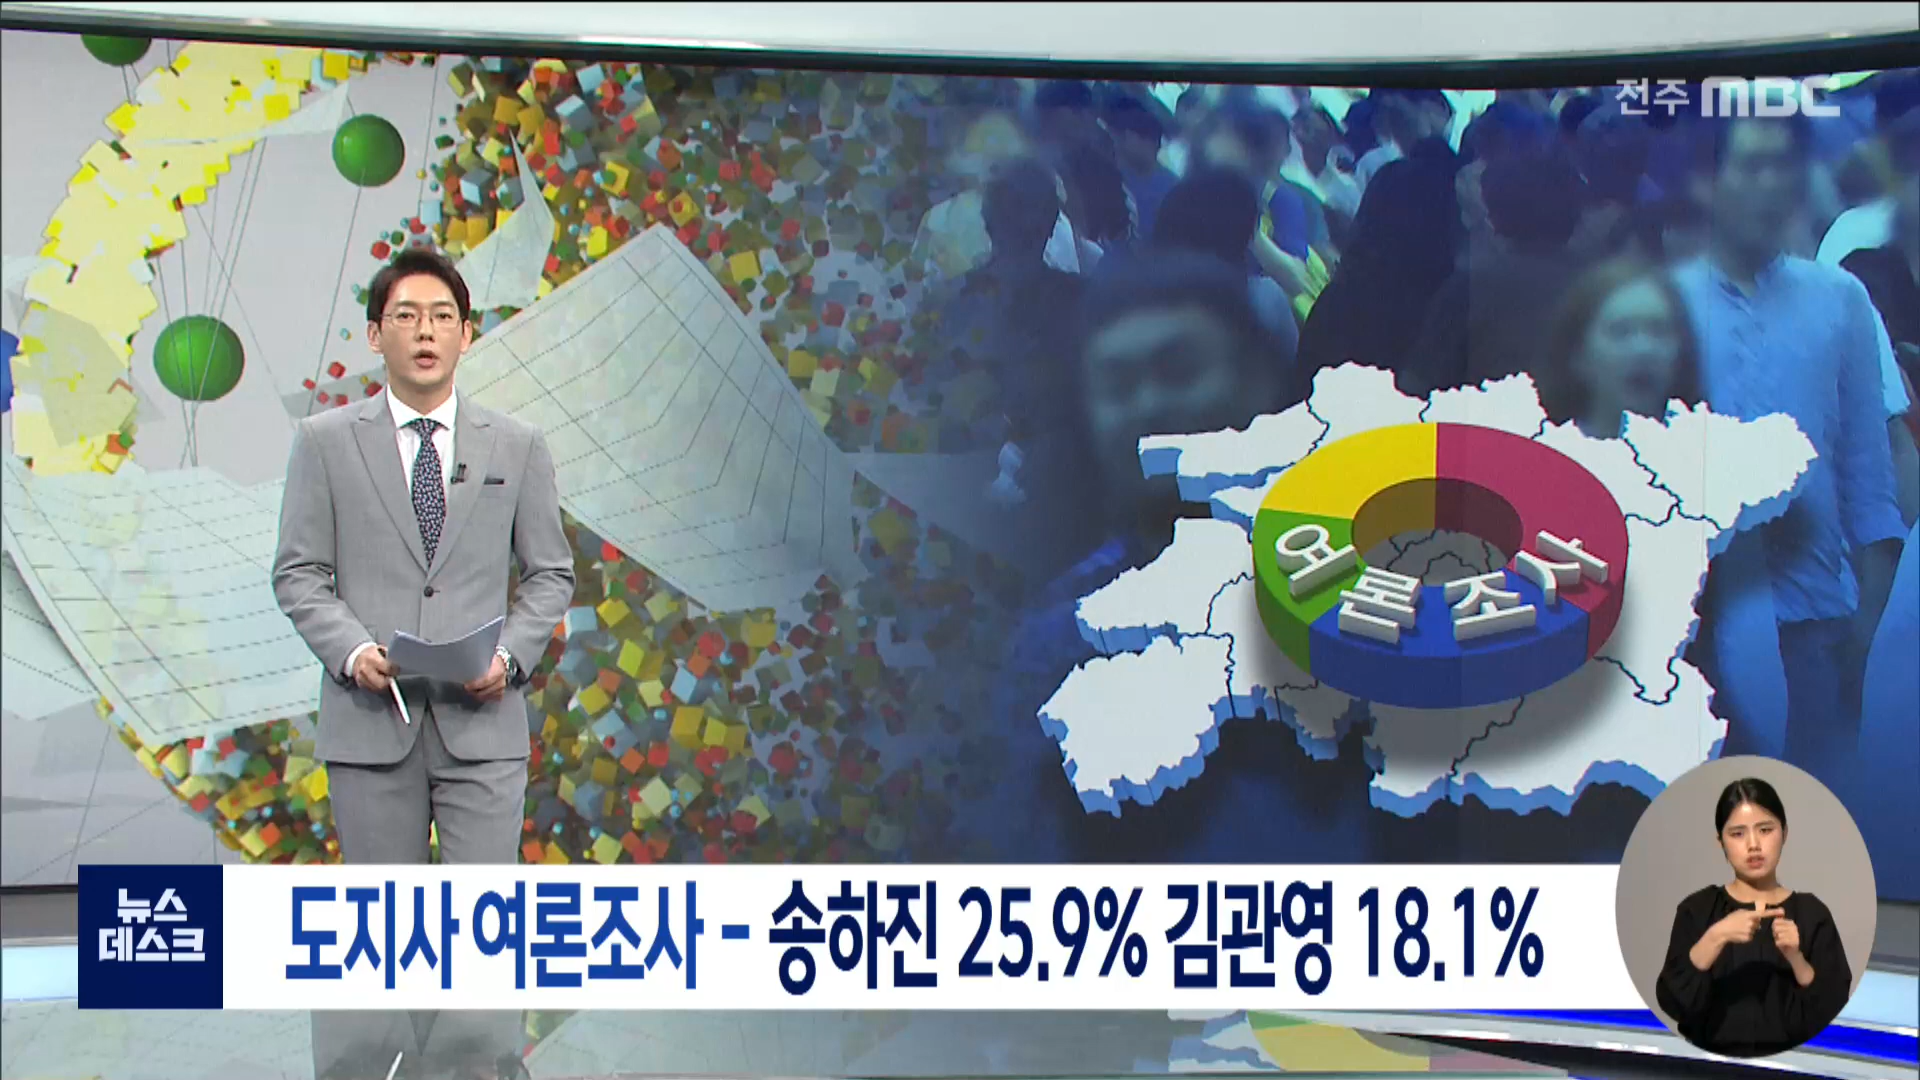 전주 MBC
여론조사
뉴스
데스크
도지사 여론조사 - 송하진 25.9% 김관영 18.1%